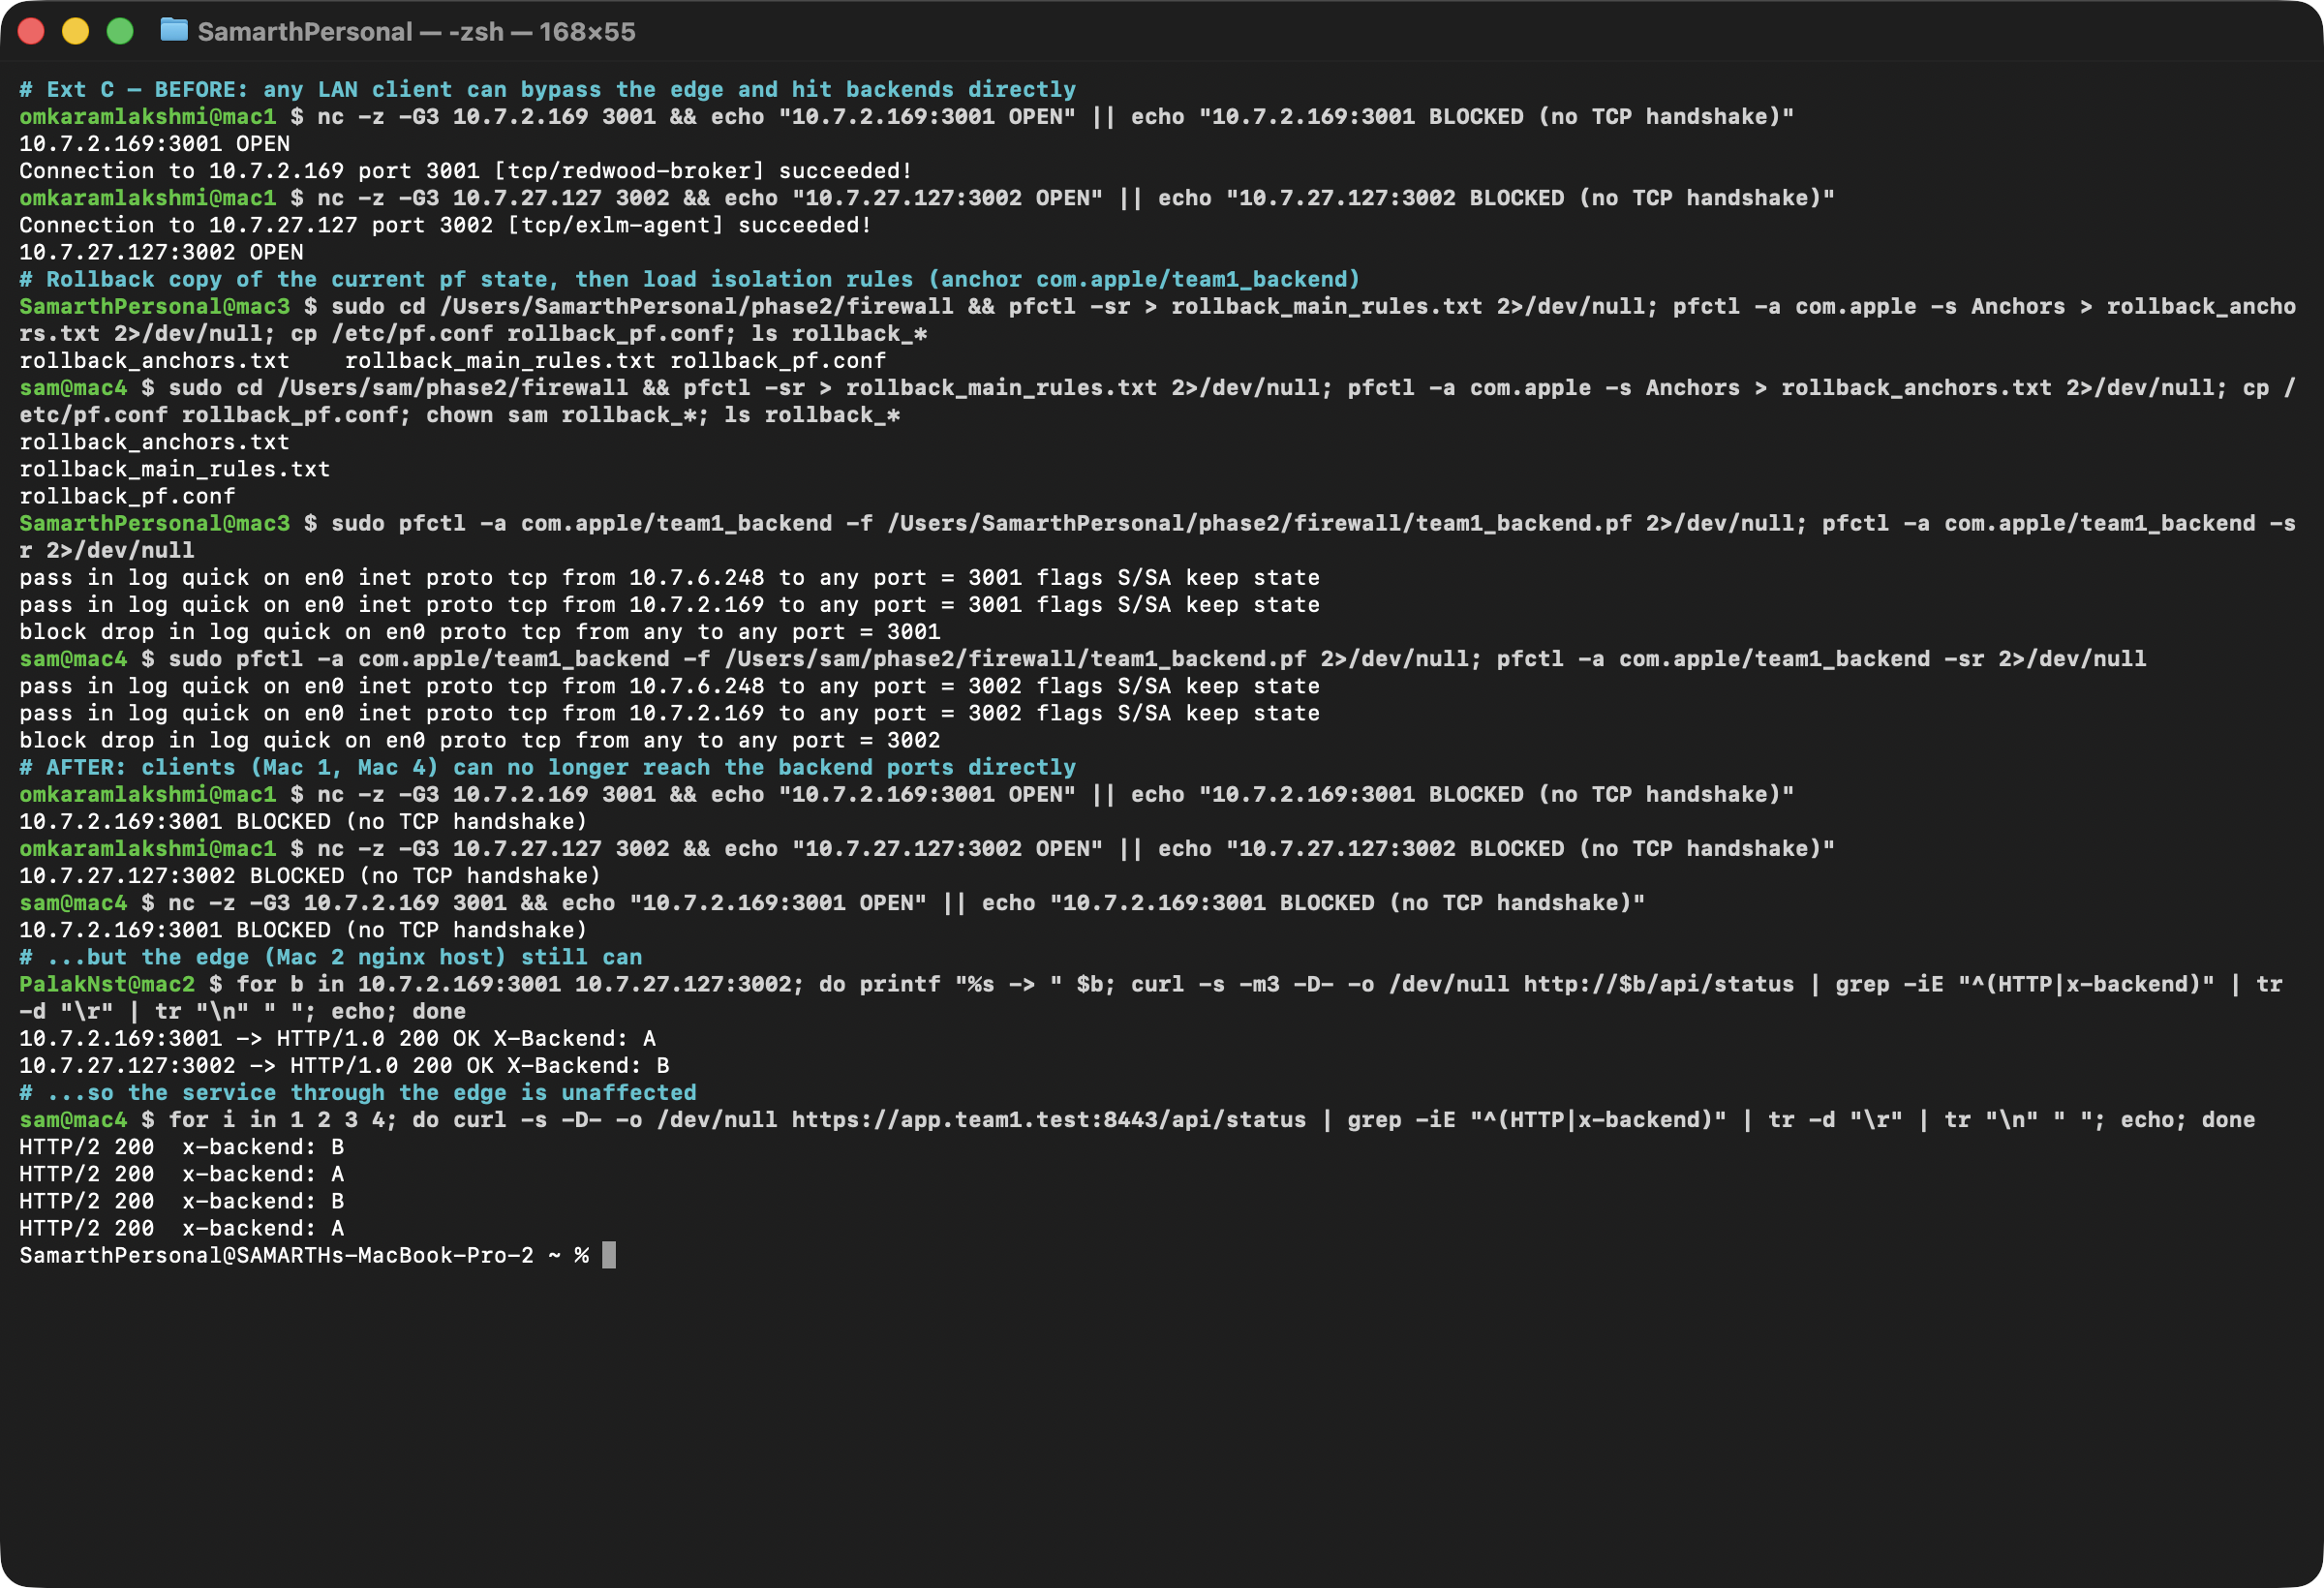 SamarthPersonal — -zsh — 168×55
# Ext C — BEFORE: any LAN client can bypass the edge and hit backends directly
omkaramlakshmi@mac1 $ nc -z -G3 10.7.2.169 3001 && echo "10.7.2.169:3001 OPEN" || echo "10.7.2.169:3001 BLOCKED (no TCP handshake)"
10.7.2.169:3001 OPEN
Connection to 10.7.2.169 port 3001 [tcp/redwood-broker] succeeded!
omkaramlakshmi@mac1 $ nc -z -G3 10.7.27.127 3002 && echo "10.7.27.127:3002 OPEN" || echo "10.7.27.127:3002 BLOCKED (no TCP handshake)"
Connection to 10.7.27.127 port 3002 [tcp/exlm-agent] succeeded!
10.7.27.127:3002 OPEN
# Rollback copy of the current pf state, then load isolation rules (anchor com.apple/team1_backend)
SamarthPersonal@mac3 $ sudo cd /Users/SamarthPersonal/phase2/firewall && pfctl -sr > rollback_main_rules.txt 2>/dev/null; pfctl -a com.apple -s Anchors > rollback_ancho
rs.txt 2>/dev/null; cp /etc/pf.conf rollback_pf.conf; ls rollback_*
rollback_anchors.txt    rollback_main_rules.txt rollback_pf.conf
sam@mac4 $ sudo cd /Users/sam/phase2/firewall && pfctl -sr > rollback_main_rules.txt 2>/dev/null; pfctl -a com.apple -s Anchors > rollback_anchors.txt 2>/dev/null; cp /
etc/pf.conf rollback_pf.conf; chown sam rollback_*; ls rollback_*
rollback_anchors.txt
rollback_main_rules.txt
rollback_pf.conf
SamarthPersonal@mac3 $ sudo pfctl -a com.apple/team1_backend -f /Users/SamarthPersonal/phase2/firewall/team1_backend.pf 2>/dev/null; pfctl -a com.apple/team1_backend -s
r 2>/dev/null
pass in log quick on en0 inet proto tcp from 10.7.6.248 to any port = 3001 flags S/SA keep state
pass in log quick on en0 inet proto tcp from 10.7.2.169 to any port = 3001 flags S/SA keep state
block drop in log quick on en0 proto tcp from any to any port = 3001
sam@mac4 $ sudo pfctl -a com.apple/team1_backend -f /Users/sam/phase2/firewall/team1_backend.pf 2>/dev/null; pfctl -a com.apple/team1_backend -sr 2>/dev/null
pass in log quick on en0 inet proto tcp from 10.7.6.248 to any port = 3002 flags S/SA keep state
pass in log quick on en0 inet proto tcp from 10.7.2.169 to any port = 3002 flags S/SA keep state
block drop in log quick on en0 proto tcp from any to any port = 3002
# AFTER: clients (Mac 1, Mac 4) can no longer reach the backend ports directly
omkaramlakshmi@mac1 $ nc -z -G3 10.7.2.169 3001 && echo "10.7.2.169:3001 OPEN" || echo "10.7.2.169:3001 BLOCKED (no TCP handshake)"
10.7.2.169:3001 BLOCKED (no TCP handshake)
omkaramlakshmi@mac1 $ nc -z -G3 10.7.27.127 3002 && echo "10.7.27.127:3002 OPEN" || echo "10.7.27.127:3002 BLOCKED (no TCP handshake)"
10.7.27.127:3002 BLOCKED (no TCP handshake)
sam@mac4 $ nc -z -G3 10.7.2.169 3001 && echo "10.7.2.169:3001 OPEN" || echo "10.7.2.169:3001 BLOCKED (no TCP handshake)"
10.7.2.169:3001 BLOCKED (no TCP handshake)
# ...but the edge (Mac 2 nginx host) still can
PalakNst@mac2 $ for b in 10.7.2.169:3001 10.7.27.127:3002; do printf "%s -> " $b; curl -s -m3 -D- -o /dev/null http://$b/api/status | grep -iE "^(HTTP|x-backend)" | tr
-d "\r" | tr "\n" " "; echo; done
10.7.2.169:3001 -> HTTP/1.0 200 OK X-Backend: A
10.7.27.127:3002 -> HTTP/1.0 200 OK X-Backend: B
# ...so the service through the edge is unaffected
sam@mac4 $ for i in 1 2 3 4; do curl -s -D- -o /dev/null https://app.team1.test:8443/api/status | grep -iE "^(HTTP|x-backend)" | tr -d "\r" | tr "\n" " "; echo; done
HTTP/2 200  x-backend: B
HTTP/2 200  x-backend: A
HTTP/2 200  x-backend: B
HTTP/2 200  x-backend: A
SamarthPersonal@SAMARTHs-MacBook-Pro-2 ~ %